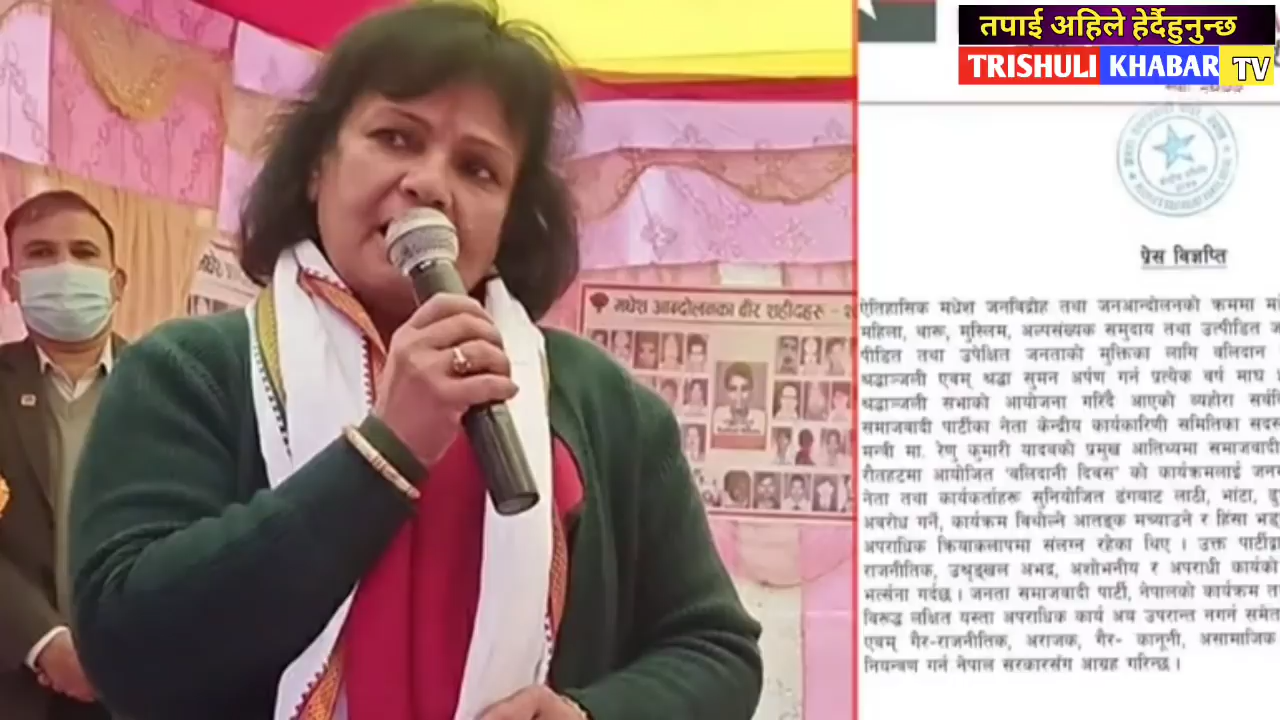 तपाई अहिले हेर्दैहुनुन्छ
TRISHULI KHABAR TV
प्रेस विज्ञप्ति
मधेश आन्दोलनका वीर शहीदहरू -
ऐतिहासिक मधेश जनविद्रोह तथा जनआन्दोलनको क्रममा
महिला, थारू, मुस्लिम, अल्पसंख्यक समुदाय तथा उत्पीडित
पीडित तथा उपेक्षित जनताको मुक्तिका लागि वलिदान
श्रद्धाञ्जली एवम् श्रद्धा सुमन अर्पण गर्न प्रत्येक वर्ष माघ
श्रद्धाञ्जली सभाको आयोजना गरिँदै आएको व्यहोरा
समाजवादी पार्टीका नेता केन्द्रीय कार्यकारिणी समितिका
मन्त्री मा. रेणु कुमारी यादवको प्रमुख आतिथ्यमा समाजवादी
रौतहटमा आयोजित 'वलिदानी दिवस' को कार्यक्रमलाई
नेता तथा कार्यकर्ताहरू सुनियोजित ढंगवाट लाठी, भांटा,
अवरोध गर्ने, कार्यक्रम विथोल्ने आतङ्क मच्याउने र हिंसा
अपराधिक क्रियाकलापमा संलग्न रहेका थिए । उक्त
राजनीतिक, उश्रृङ्खल अभद्र, अशोभनीय र अपराधी कार्यको
भर्त्सना गर्दछ । जनता समाजवादी पार्टी, नेपालको कार्यक्रम
विरूद्ध लक्षित यस्ता अपराधिक कार्य अव उपरान्त नगर्न
एवम् गैर-राजनीतिक, अराजक, गैर- कानूनी, असामाजिक
नियन्त्रण गर्न नेपाल सरकारसँग आग्रह गरिन्छ ।